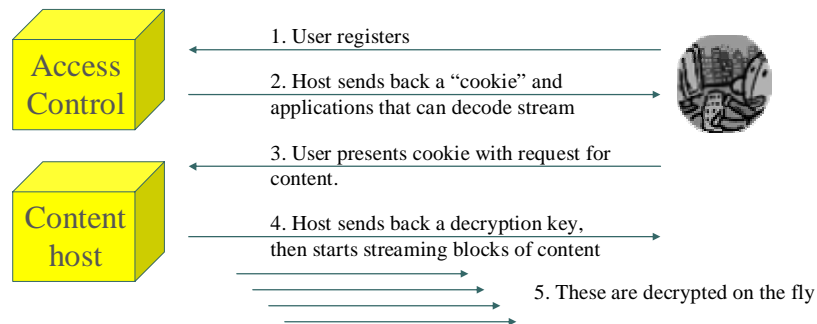 Access
Control
1. User registers
2. Host sends back a “cookie” and
applications that can decode stream
3. User presents cookie with request for
content.
Content
host
4. Host sends back a decryption key,
then starts streaming blocks of content
5. These are decrypted on the fly